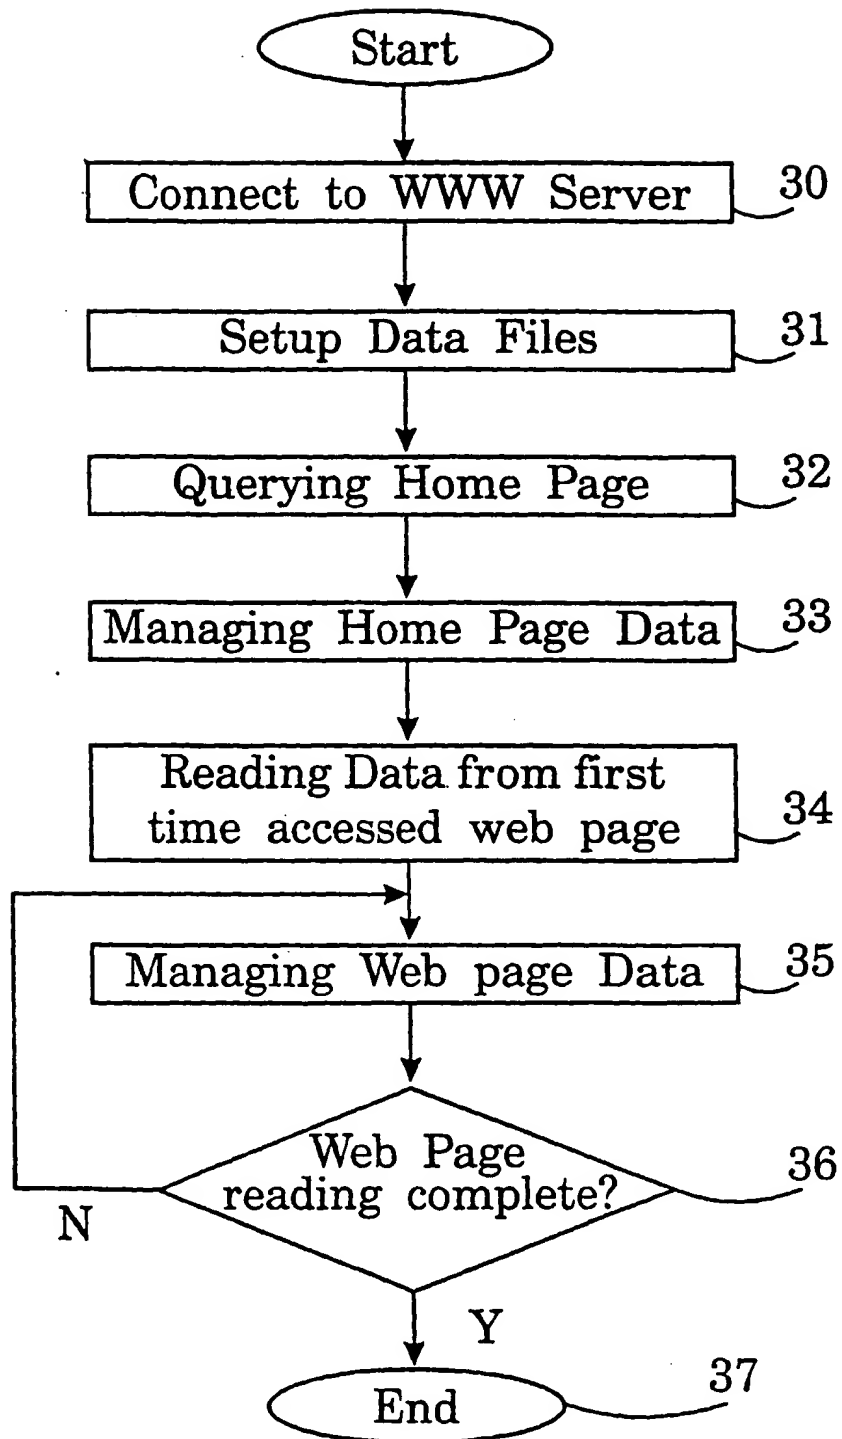 Start
Connect to WWW Server
30
Setup Data Files
31
Querying Home Page
32
Managing Home Page Data
33
Reading Data from first
time accessed web page
34
Managing Web page Data
35
Web Page
reading complete?
36
N
Y
End
37